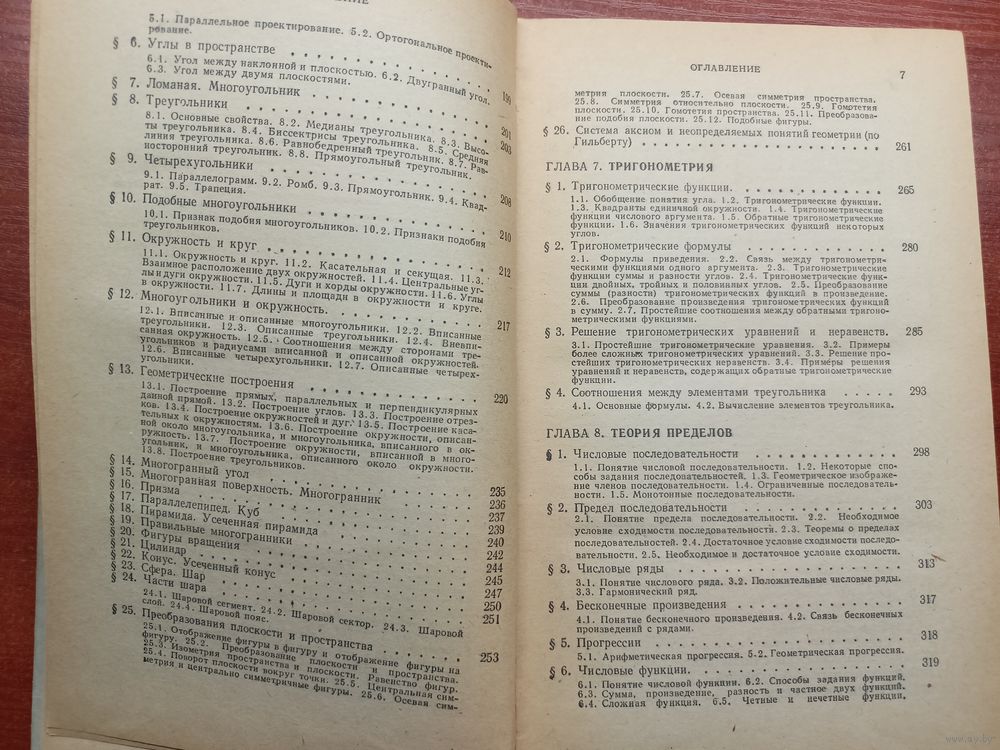 НИЕ
5.1. Параллельное проектирование. 5.2. Ортогональное проекти-
рование.
§ 6. Углы в пространстве
6.1. Угол между наклонной и плоскостью. 6.2. Двугранный угол.
6.3. Угол между двумя плоскостями.
199
§ 7. Ломаная. Многоугольник
201
§ 8. Треугольники
203
8.1. Основные свойства. 8.2. Медианы треугольника. 8.3. Высо-
ты треугольника. 8.4. Биссектрисы треугольника. 8.5. Средняя
линия треугольника. 8.6. Равнобедренный треугольник. 8.7. Рав-
носторонний треугольник. 8.8. Прямоугольный треугольник.
§ 9. Четырехугольники
208
9.1. Параллелограмм. 9.2. Ромб. 9.3. Прямоугольник. 9.4. Квад-
рат. 9.5. Трапеция.
§ 10. Подобные многоугольники
210
10.1. Признак подобия многоугольников. 10.2. Признаки подобия
треугольников.
§ 11. Окружность и круг
212
11.1. Окружность и круг. 11.2. Касательная и секущая. 11.3.
Взаимное расположение двух окружностей. 11.4. Центральные уг-
лы и дуги окружности. 11.5. Дуги и хорды окружности. 11.6. Углы
в окружности. 11.7. Длины и площади в окружности и круге.
§ 12. Многоугольники и окружность.
217
12.1. Вписанные и описанные многоугольники. 12.2. Вписанные
треугольники. 12.3. Описанные треугольники. 12.4. Вневпи-
санная окружность. 12.5. Соотношения между сторонами тре-
угольников и радиусами вписанной и описанной окружностей.
12.6. Вписанные четырехугольники. 12.7. Описанные четырех-
угольники.
§ 13. Геометрические построения
220
13.1. Построение прямых, параллельных и перпендикулярных
данной прямой. 13.2. Построение углов. 13.3. Построение отрез-
ков. 13.4. Построение окружностей и дуг. 13.5. Построение каса-
тельных к окружностям. 13.6. Построение окружности, описан-
ной около многоугольника, и многоугольника, вписанного в ок-
ружность. 13.7. Построение окружности, вписанной в много-
угольник, и многоугольника, описанного около окружности.
13.8. Построение треугольников.
§ 14. Многогранный угол
235
§ 15. Многогранная поверхность. Многогранник
236
§ 16. Призма
237
§ 17. Параллелепипед. Куб
239
§ 18. Пирамида. Усеченная пирамида
240
§ 19. Правильные многогранники
242
§ 20. Фигуры вращения
244
§ 21. Цилиндр
245
§ 22. Конус. Усеченный конус
247
§ 23. Сфера. Шар
250
§ 24. Части шара
251
24.1. Шаровой сегмент. 24.2. Шаровой сектор. 24.3. Шаровой
слой. 24.4. Шаровой пояс.
§ 25. Преобразования плоскости и пространства
253
25.1. Отображение фигуры в фигуру и отображение фигуры на
фигуру. 25.2. Преобразование плоскости и пространства.
25.3. Изометрия пространства и плоскости. Равенство фигур.
25.4. Поворот плоскости вокруг точки. 25.5. Центральная сим-
метрия и центрально симметричные фигуры. 25.6. Осевая сим-
ОГЛАВЛЕНИЕ 7
метрия плоскости. 25.7. Осевая симметрия пространства.
25.8. Симметрия относительно плоскости. 25.9. Гомотетия
плоскости. 25.10. Гомотетия пространства. 25.11. Преобразова-
ние подобия плоскости. 25.12. Подобные фигуры.
§ 26. Система аксиом и неопределяемых понятий геометрии (по
Гильберту) 261
ГЛАВА 7. ТРИГОНОМЕТРИЯ
§ 1. Тригонометрические функции. 265
1.1. Обобщение понятия угла. 1.2. Тригонометрические функции.
1.3. Квадранты единичной окружности. 1.4. Тригонометрические
функции числового аргумента. 1.5. Обратные тригонометрические
функции. 1.6. Значения тригонометрических функций некоторых
углов.
§ 2. Тригонометрические формулы 280
2.1. Формулы приведения. 2.2. Связь между тригонометри-
ческими функциями одного аргумента. 2.3. Тригонометрические
функции суммы и разности углов. 2.4. Тригонометрические функ-
ции двойных, тройных и половинных углов. 2.5. Преобразование
суммы (разности) тригонометрических функций в произведение.
2.6. Преобразование произведения тригонометрических функций
в сумму. 2.7. Простейшие соотношения между обратными тригоно-
метрическими функциями.
§ 3. Решение тригонометрических уравнений и неравенств. 285
3.1. Простейшие тригонометрические уравнения. 3.2. Примеры
более сложных тригонометрических уравнений. 3.3. Решение про-
стейших тригонометрических неравенств. 3.4. Примеры решения
уравнений и неравенств, содержащих обратные тригонометрические
функции.
§ 4. Соотношения между элементами треугольника 293
4.1. Основные формулы. 4.2. Вычисление элементов треугольника.
ГЛАВА 8. ТЕОРИЯ ПРЕДЕЛОВ
§ 1. Числовые последовательности 298
1.1. Понятие числовой последовательности. 1.2. Некоторые спо-
собы задания последовательностей. 1.3. Геометрическое изображе-
ние членов последовательности. 1.4. Ограниченные последователь-
ности. 1.5. Монотонные последовательности.
§ 2. Предел последовательности 303
2.1. Понятие предела последовательности. 2.2. Необходимое
условие сходимости последовательности. 2.3. Теоремы о пределах
последовательностей. 2.4. Достаточное условие сходимости последо-
вательности. 2.5. Необходимое и достаточное условие сходимости.
§ 3. Числовые ряды 313
3.1. Понятие числового ряда. 3.2. Положительные числовые ряды.
3.3. Гармонический ряд.
§ 4. Бесконечные произведения 317
4.1. Понятие бесконечного произведения. 4.2. Связь бесконечных
произведений с рядами.
§ 5. Прогрессии 318
5.1. Арифметическая прогрессия. 5.2. Геометрическая прогрессия.
§ 6. Числовые функции. 319
6.1. Понятие числовой функции. 6.2. Способы задания функций.
6.3. Сумма, произведение, разность и частное двух функций.
6.4. Сложная функция. 6.5. Четные и нечетные функции.
www.ay.by